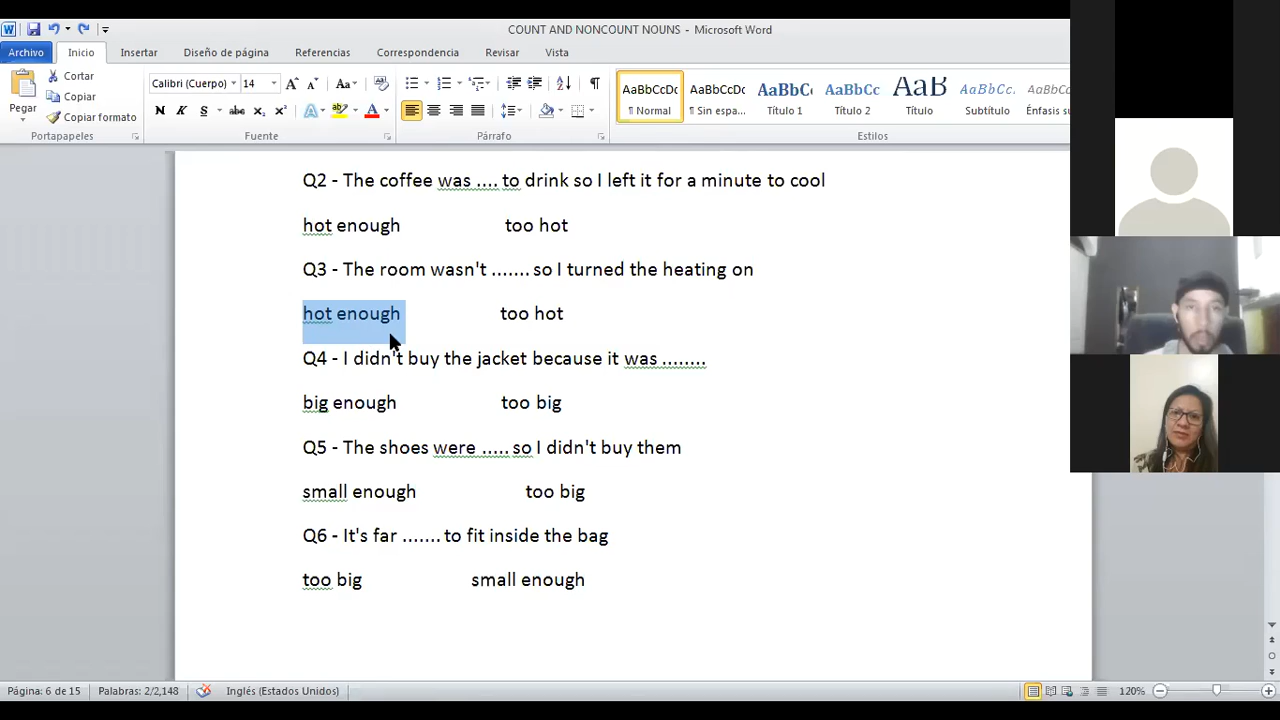 COUNT AND NONCOUNT NOUNS - Microsoft Word
Archivo Inicio Insertar Diseño de página Referencias Correspondencia Revisar Vista
Pegar
Cortar
Copiar
Copiar formato
Calibri (Cuerpo) 14
N K S abc
AaBbCcDc AaBbCcDc AaBbC AaBbCc AaB AaBbCc. AaBbCc
¶ Normal ¶ Sin espa... Título 1 Título 2 Título Subtítulo Énfasis su
Portapapeles Fuente Párrafo Estilos
Q2 - The coffee was .... to drink so I left it for a minute to cool
hot enough too hot
Q3 - The room wasn't ....... so I turned the heating on
hot enough too hot
Q4 - I didn't buy the jacket because it was ........
big enough too big
Q5 - The shoes were ..... so I didn't buy them
small enough too big
Q6 - It's far ....... to fit inside the bag
too big small enough
Página: 6 de 15 Palabras: 2/2,148 Inglés (Estados Unidos) 120%